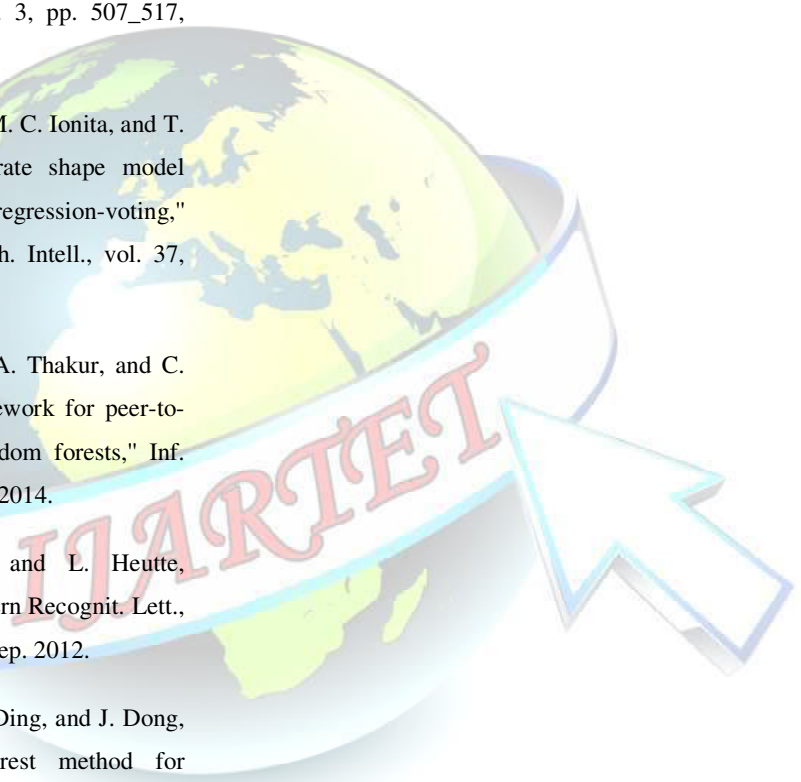 3, pp. 507_517,
M. C. Ionita, and T.
rate shape model
regression-voting,"
h. Intell., vol. 37,
A. Thakur, and C.
ework for peer-to-
dom forests," Inf.
2014.
and L. Heutte,
rn Recognit. Lett.,
ep. 2012.
Ding, and J. Dong,
rest method for
IJARTET